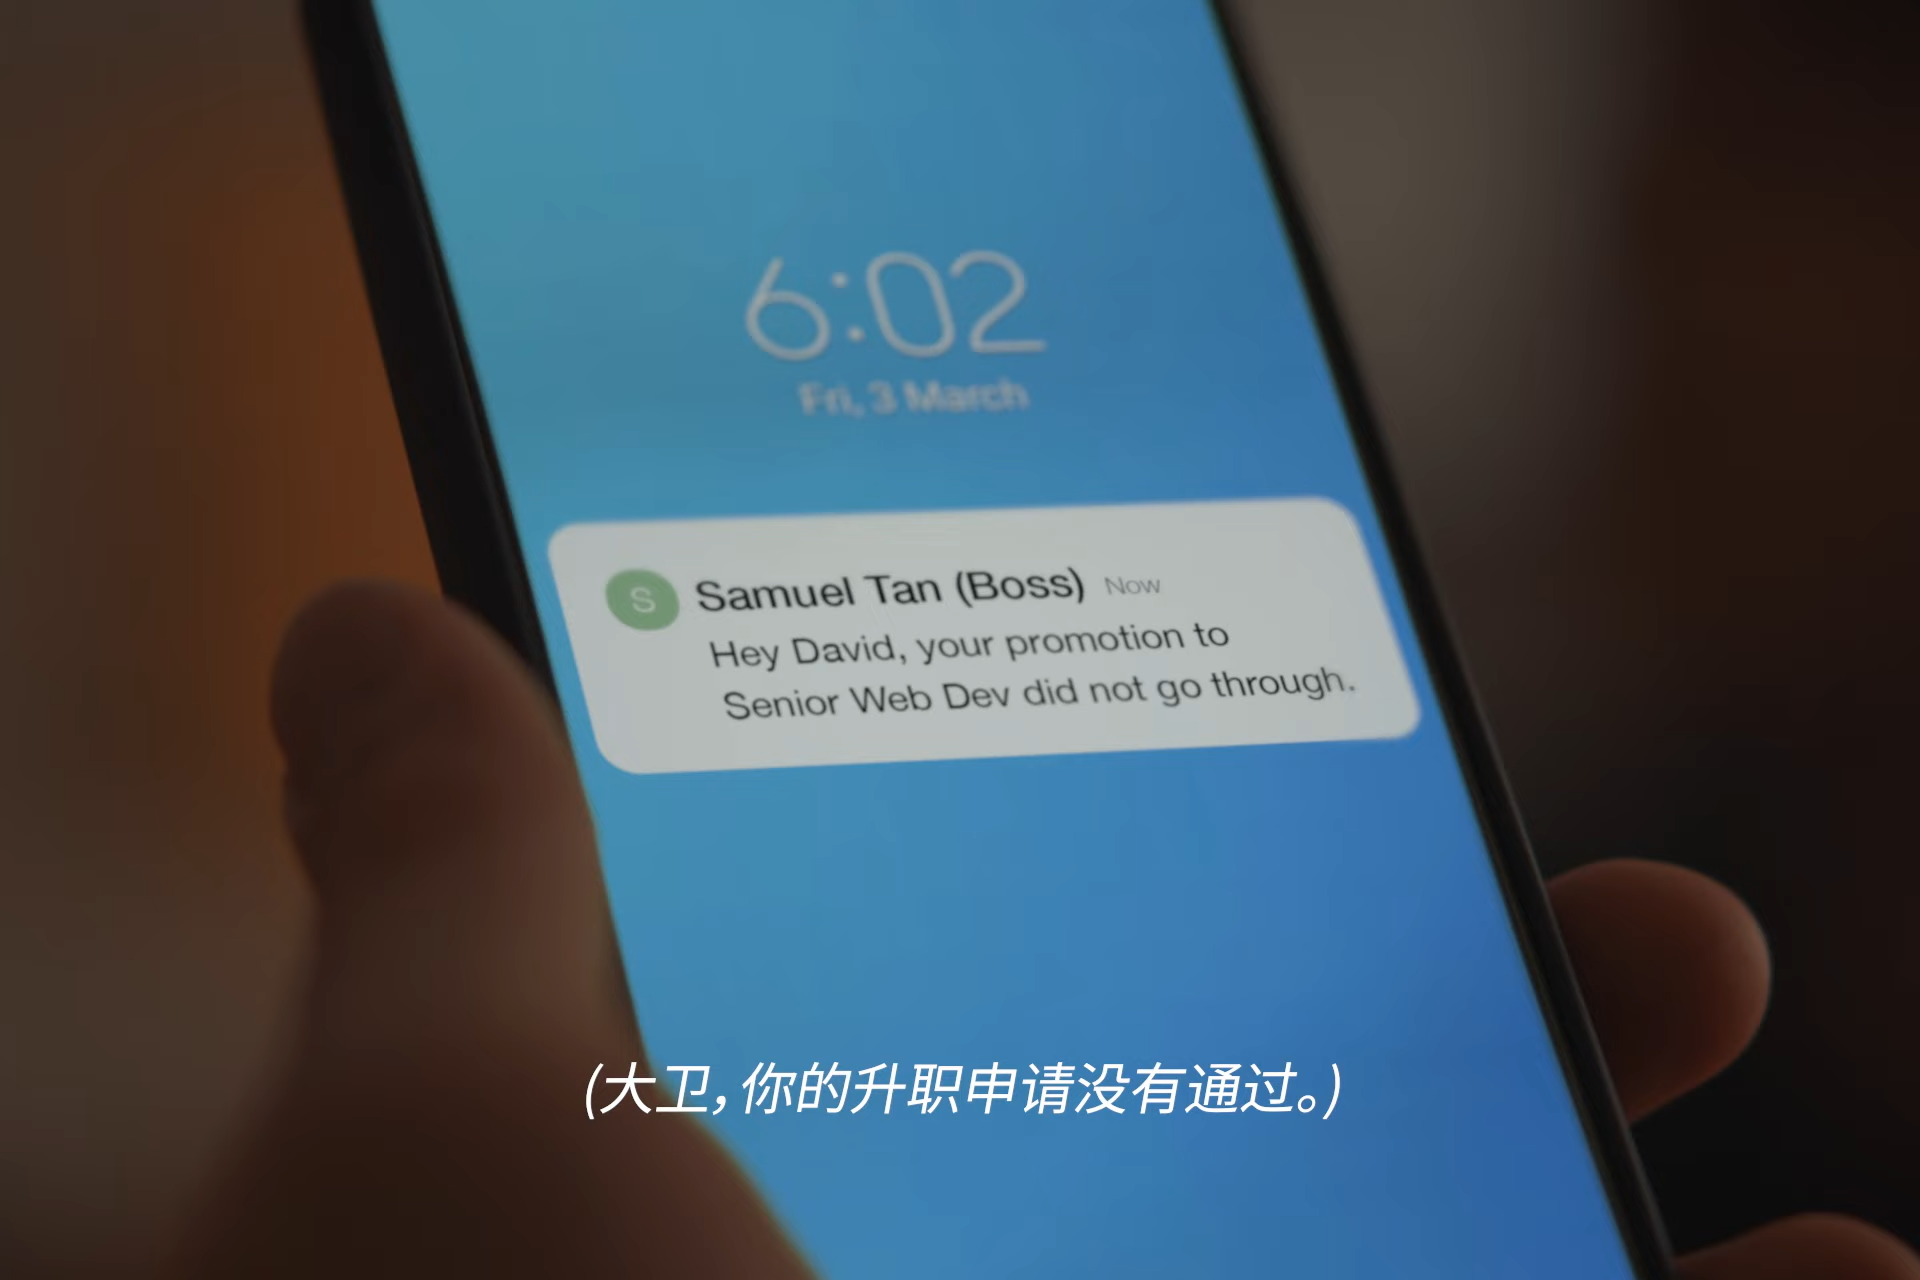 6:02
Fri, 3 March
S
Samuel Tan (Boss) Now
Hey David, your promotion to
Senior Web Dev did not go through.
(大卫，你的升职申请没有通过。)